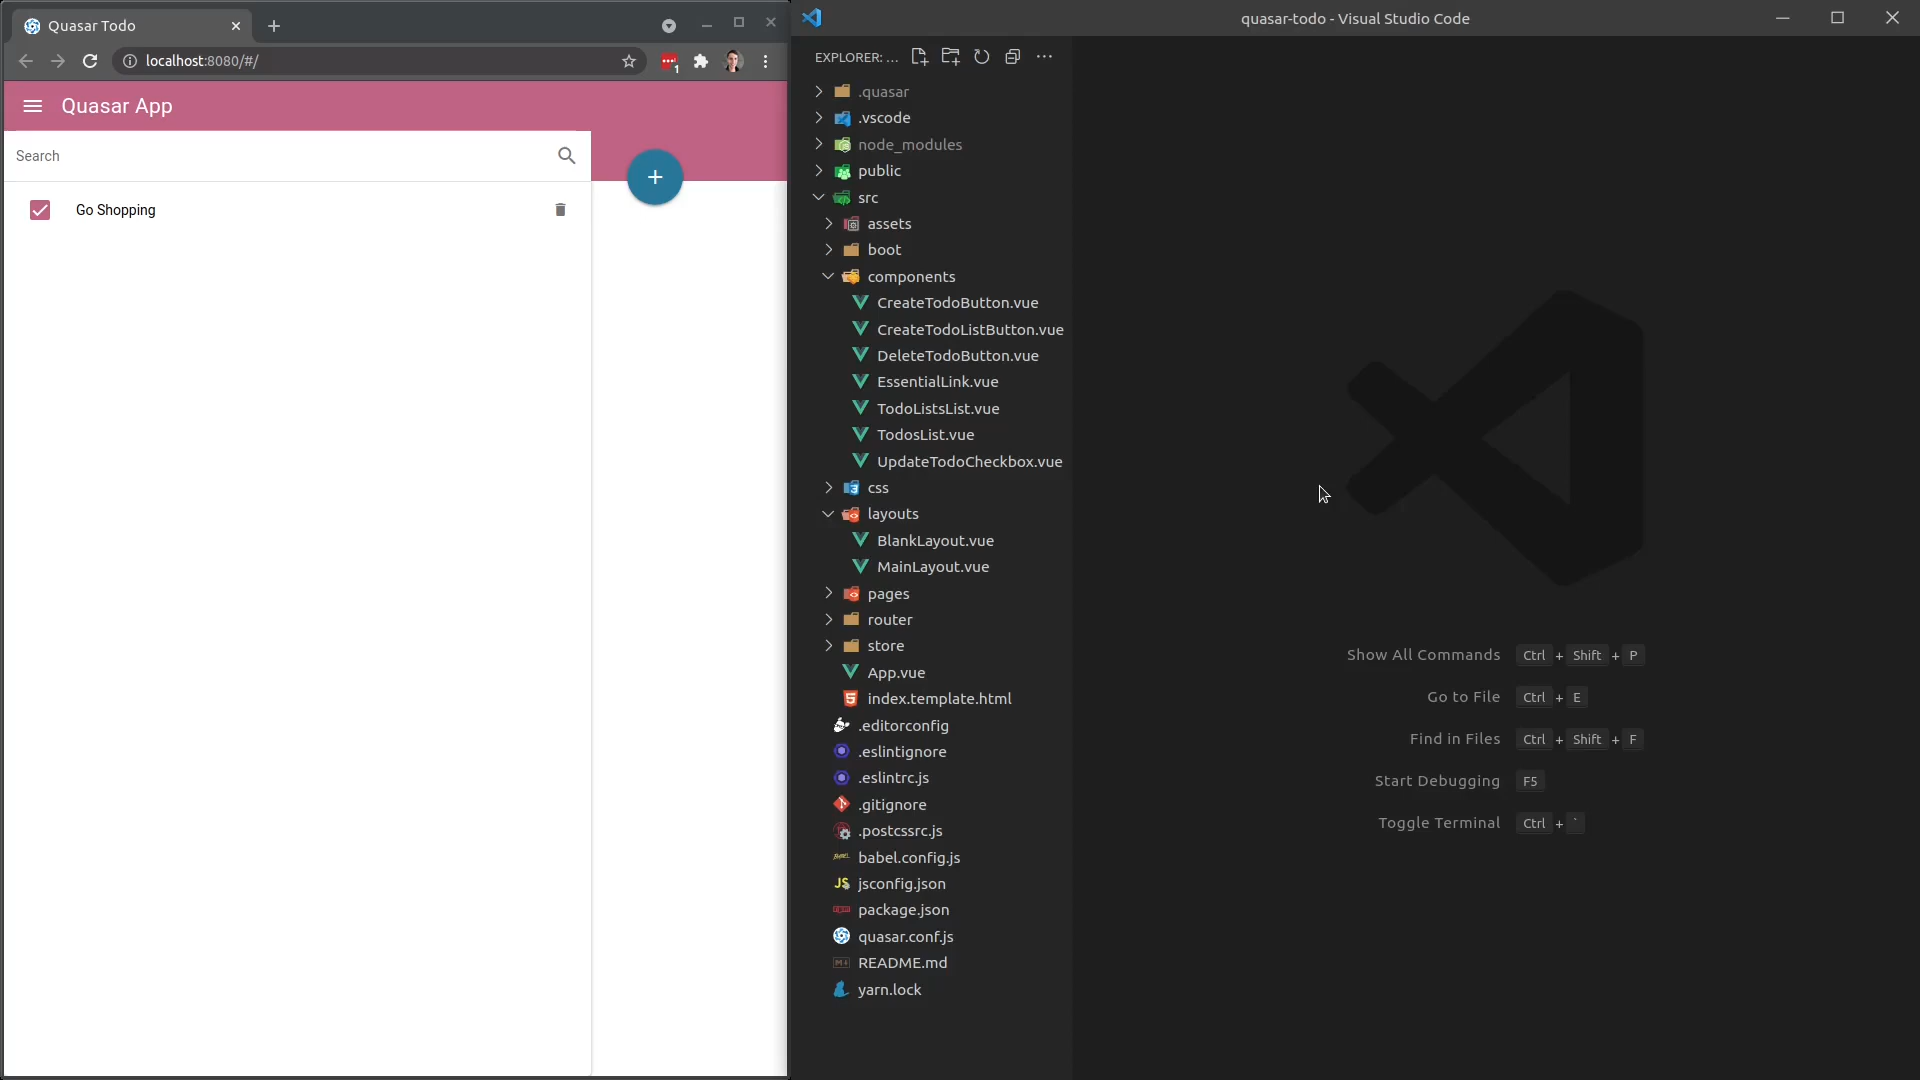 Quasar Todo
localhost:8080/#/
1
Quasar App
Search
Go Shopping
quasar-todo - Visual Studio Code
EXPLORER: ...
.quasar
.vscode
node_modules
public
src
assets
boot
components
CreateTodoButton.vue
CreateTodoListButton.vue
DeleteTodoButton.vue
EssentialLink.vue
TodoListsList.vue
TodosList.vue
UpdateTodoCheckbox.vue
css
layouts
BlankLayout.vue
MainLayout.vue
pages
router
store
App.vue
index.template.html
.editorconfig
.eslintignore
.eslintrc.js
.gitignore
.postcssrc.js
babel.config.js
JS jsconfig.json
package.json
quasar.conf.js
README.md
yarn.lock
Show All Commands Ctrl + Shift + P
Go to File Ctrl + E
Find in Files Ctrl + Shift + F
Start Debugging F5
Toggle Terminal Ctrl + `